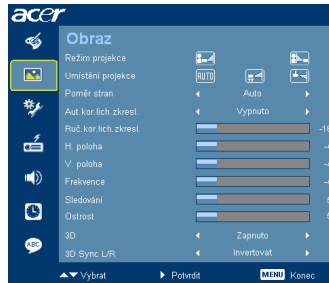 acer
Obraz
Režim projekce
Umístění projekce AUTO
Poměr stran Auto
Aut.kor.lich.zkresl. Vypnuto
Ruč.kor.lich.zkresl.
H. poloha
V. poloha
Frekvence
Sledování
Ostrost
3D Zapnuto
3D Sync L/R Invertovat
ABC
Vybrat Potvrdit MENU Konec